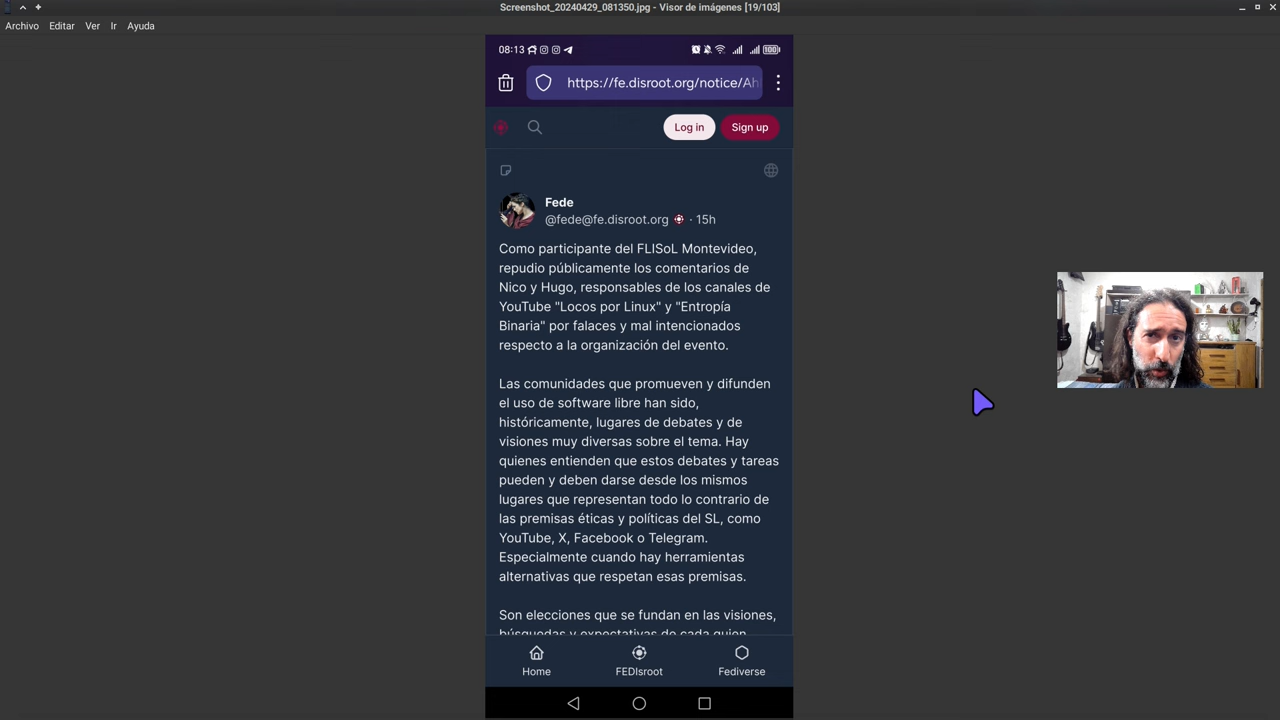 Screenshot_20240429_081350.jpg - Visor de imágenes [19/103]
Archivo Editar Ver Ir Ayuda
08:13 100
https://fe.disroot.org/notice/Ah
Log in Sign up
Fede
@fede@fe.disroot.org · 15h
Como participante del FLISoL Montevideo,
repudio públicamente los comentarios de
Nico y Hugo, responsables de los canales de
YouTube "Locos por Linux" y "Entropía
Binaria" por falaces y mal intencionados
respecto a la organización del evento.
Las comunidades que promueven y difunden
el uso de software libre han sido,
históricamente, lugares de debates y de
visiones muy diversas sobre el tema. Hay
quienes entienden que estos debates y tareas
pueden y deben darse desde los mismos
lugares que representan todo lo contrario de
las premisas éticas y políticas del SL, como
YouTube, X, Facebook o Telegram.
Especialmente cuando hay herramientas
alternativas que respetan esas premisas.
Son elecciones que se fundan en las visiones,
búsquedas y expectativas de cada quien
Home FEDIsroot Fediverse